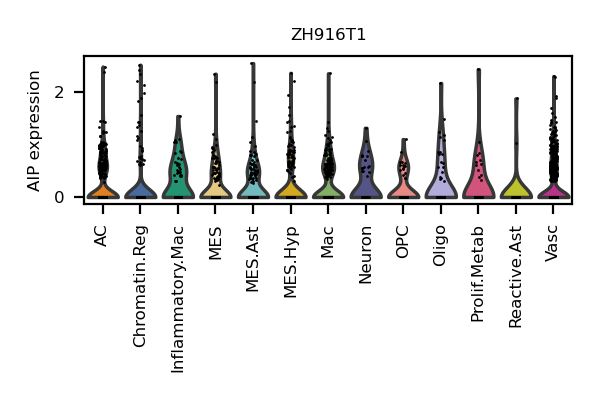 ZH916T1
AIP expression
2
0
AC
Chromatin.Reg
Inflammatory.Mac
MES
MES.Ast
MES.Hyp
Mac
Neuron
OPC
Oligo
Prolif.Metab
Reactive.Ast
Vasc